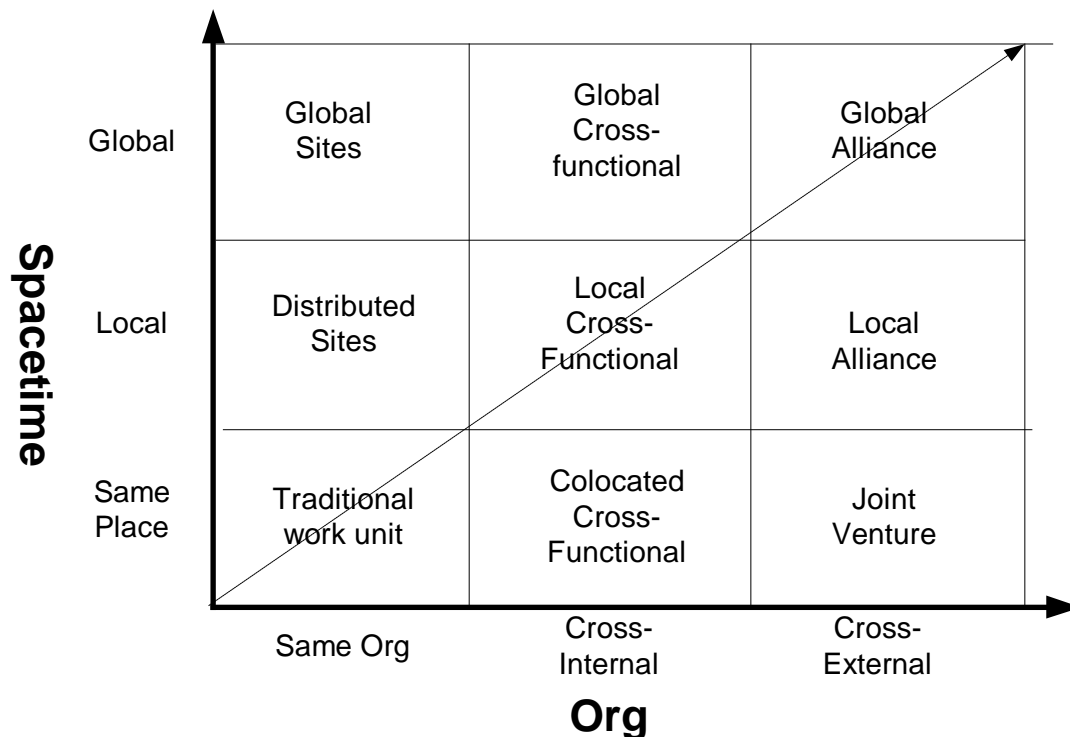 Global
Sites
Global
Cross-
functional
Global
Alliance
Global
Spacetime
Distributed
Sites
Local
Cross-
Functional
Local
Alliance
Local
Same
Place
Traditional
work unit
Colocated
Cross-
Functional
Joint
Venture
Same Org
Cross-
Internal
Cross-
External
Org